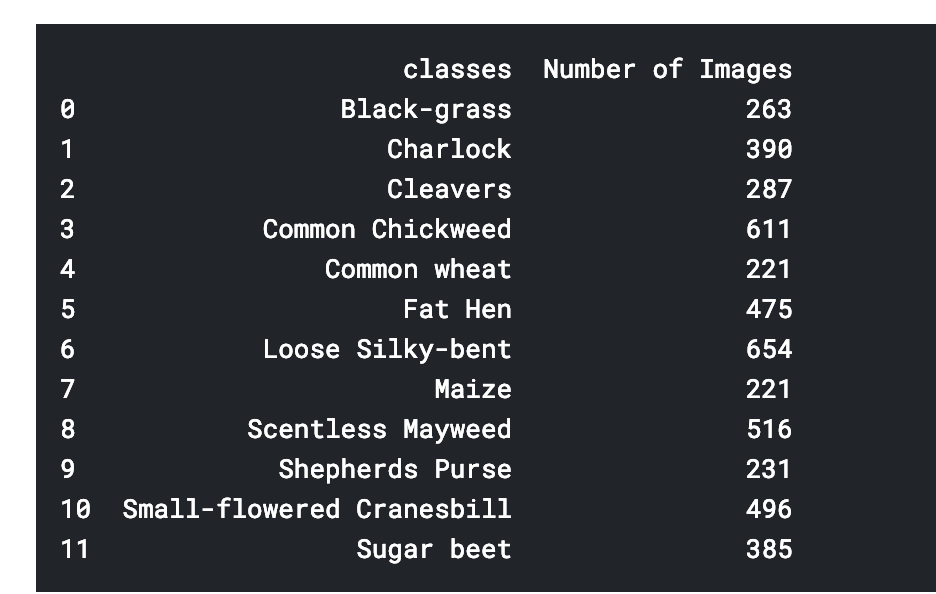 classes Number of Images
0 Black-grass 263
1 Charlock 390
2 Cleavers 287
3 Common Chickweed 611
4 Common wheat 221
5 Fat Hen 475
6 Loose Silky-bent 654
7 Maize 221
8 Scentless Mayweed 516
9 Shepherds Purse 231
10 Small-flowered Cranesbill 496
11 Sugar beet 385